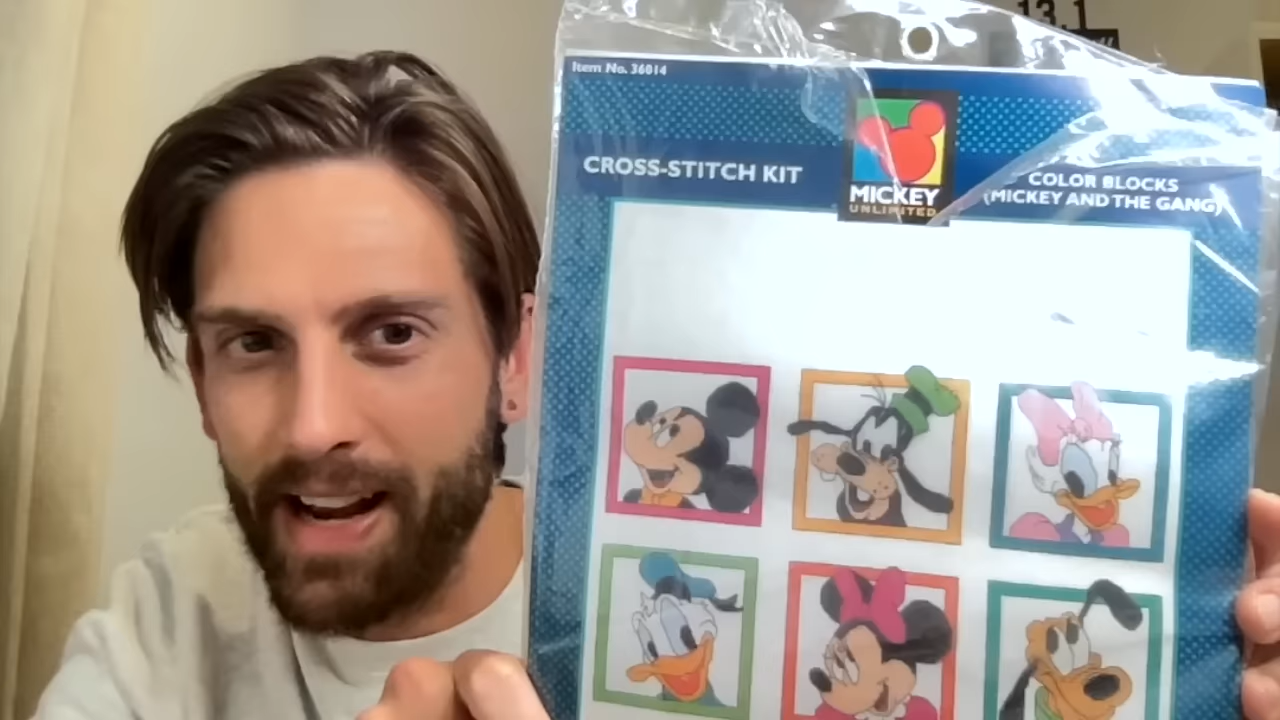 13.1
Item No. 36014
CROSS-STITCH KIT
MICKEY
UNLIMITED
COLOR BLOCKS
(MICKEY AND THE GANG)